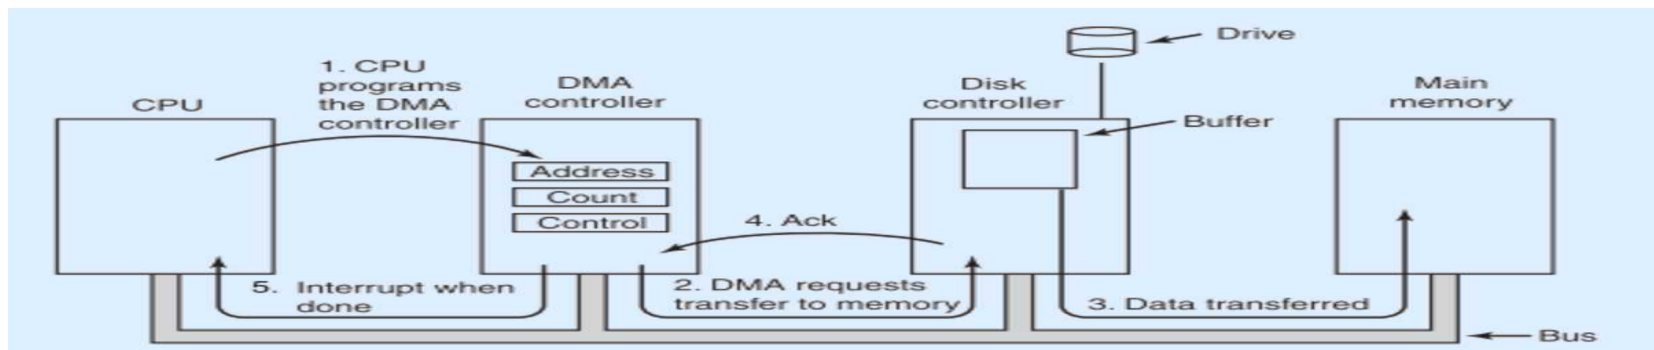 Drive
1. CPU
programs
the DMA
controller
CPU
DMA
controller
Disk
controller
Main
memory
Buffer
Address
Count
Control
4. Ack
5. Interrupt when
done
2. DMA requests
transfer to memory
3. Data transferred
Bus